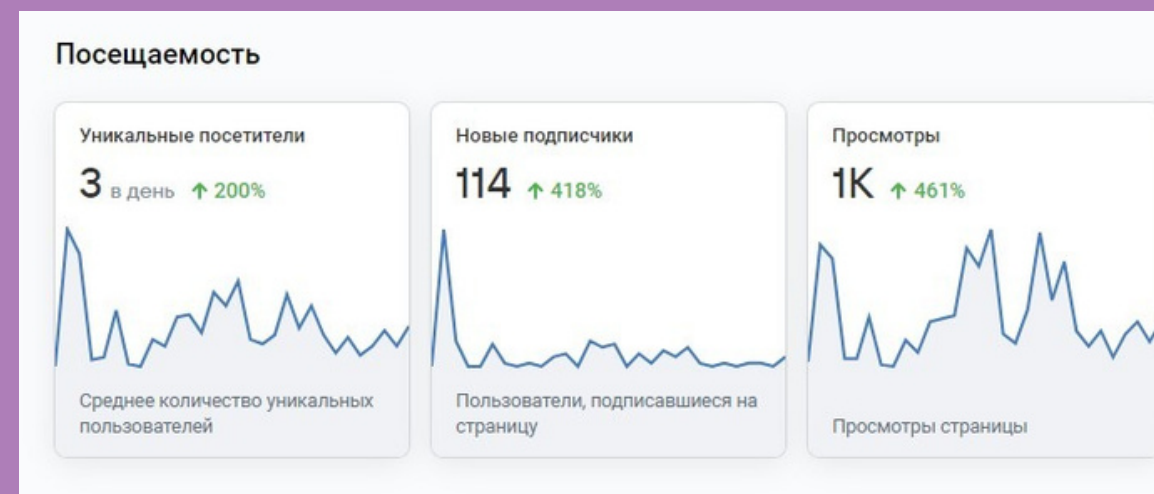 Посещаемость
Уникальные посетители
3 в день ↑ 200%
Среднее количество уникальных
пользователей
Новые подписчики
114 ↑ 418%
Пользователи, подписавшиеся на
страницу
Просмотры
1K ↑ 461%
Просмотры страницы